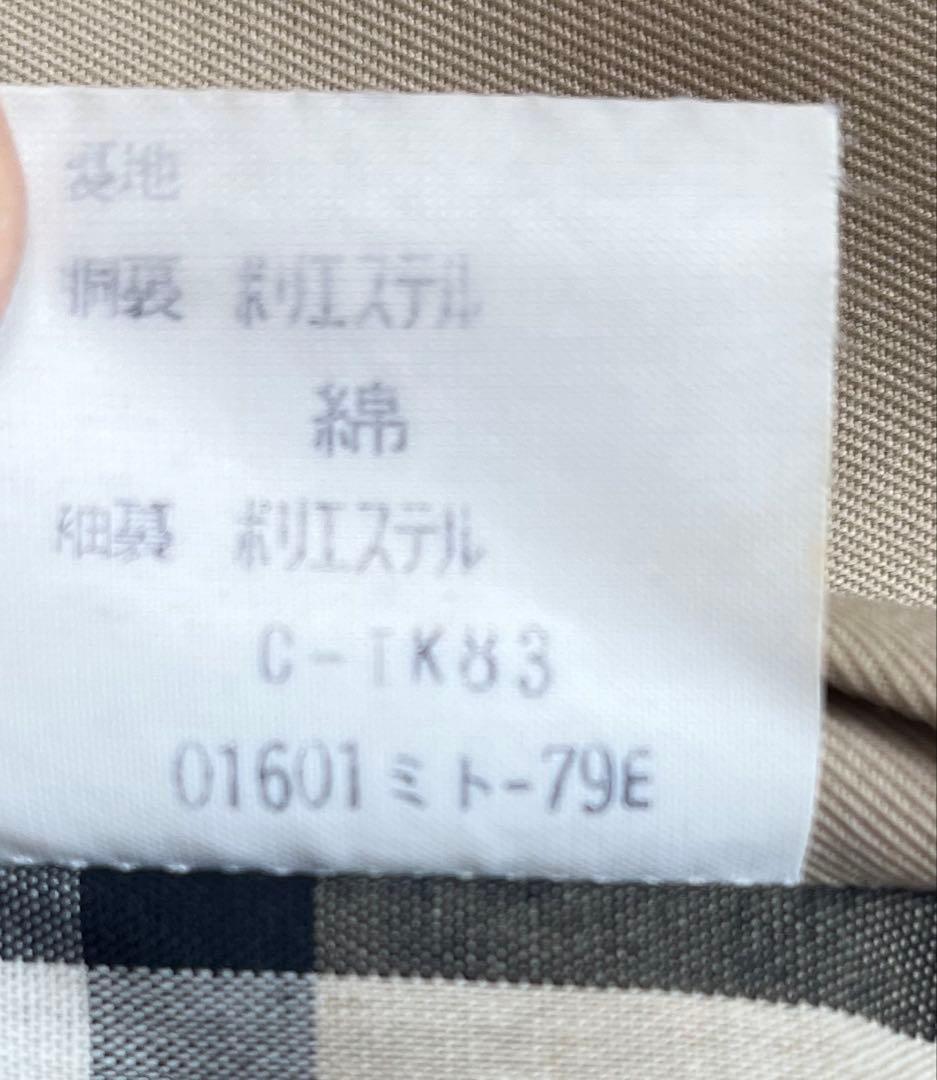 表地
胴裏 ポリエステル
綿
袖裏 ポリエステル
C-TK83
01601ミト-79E